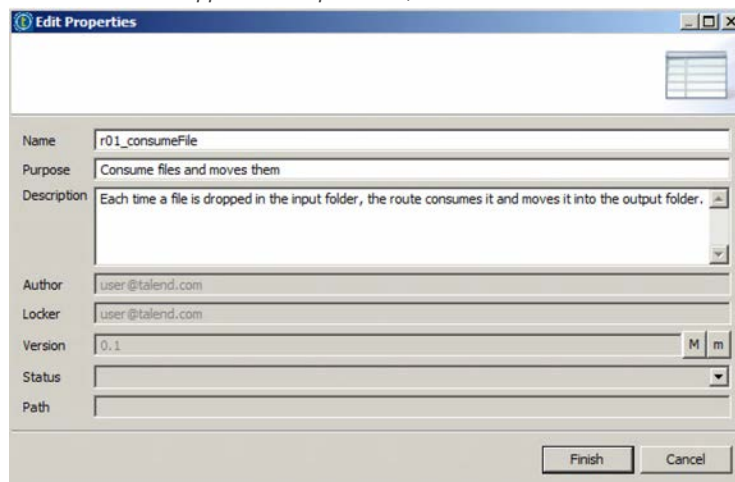 Edit Properties
Name r01_consumeFile
Purpose Consume files and moves them
Description Each time a file is dropped in the input folder, the route consumes it and moves it into the output folder.
Author user@talend.com
Locker user@talend.com
Version 0.1 M m
Status
Path
Finish Cancel